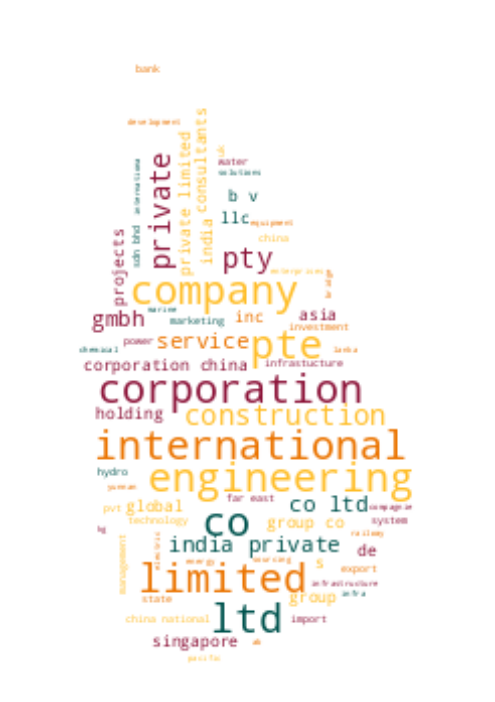 bank
development
private
private limited
consultants
india
sdn bhd
international
uk
water
solutions
b v
llc
equipment
china
projects
pty
enterprises
company
bridge
marine
gmbh
marketing
inc
asia
investment
power
service
pte
lanka
chemical
corporation china
infrastucture
corporation
holding
construction
international
engineering
hydro
yunnan
far east
co ltd
compagnie
pvt
global
technology
co
group co
system
hg
railway
india private
de
management
electric
energy
sourcing
s
export
limited
infrastructure
state
group
infra
china national
ltd
import
singapore
ab
pacific